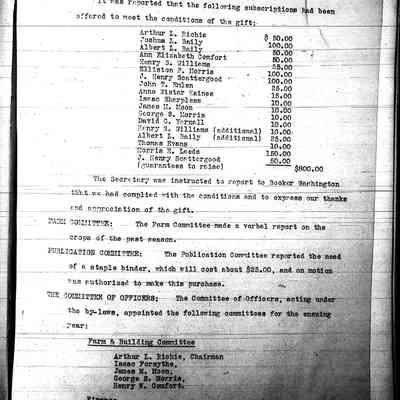 It was reported that the following subscriptions had been
offered to meet the conditions of the gift:
Arthur L. Richie $ 50.00
Joshua L. Baily 100.00
Albert L. Baily 50.00
Ann Elizabeth Comfort 10.00
Henry S. Williams 25.00
Elliston P. Morris 100.00
J. Henry Scattergood 100.00
John T. Emlen 25.00
Anne Wistar Haines 15.00
Isaac Sharpless 10.00
James M. Moon 10.00
George S. Morris 10.00
David G. Yarnall 10.00
Henry S. Williams (additional) 10.00
Albert L. Baily (additional) 25.00
Thomas Evans 10.00
Morris E. Leeds 150.00
J. Henry Scattergood 50.00
(guarantees to raise) $800.00
The Secretary was instructed to report to Booker Washington
that we had complied with the conditions and to express our thanks
and appreciation of the gift.
FARM COMMITTEE: The Farm Committee made a verbal report on the
crops of the past season.
PUBLICATION COMMITTEE: The Publication Committee reported the need
of a staple binder, which will cost about $25.00, and on motion
was authorized to make this purchase.
THE COMMITTEE OF OFFICERS: The Committee of Officers, acting under
the by-laws, appointed the following committees for the ensuing
year:
Farm & Building Committee
Arthur L. Richie, Chairman
Isaac Forsythe,
James M. Moon,
George S. Morris,
Henry W. Comfort.